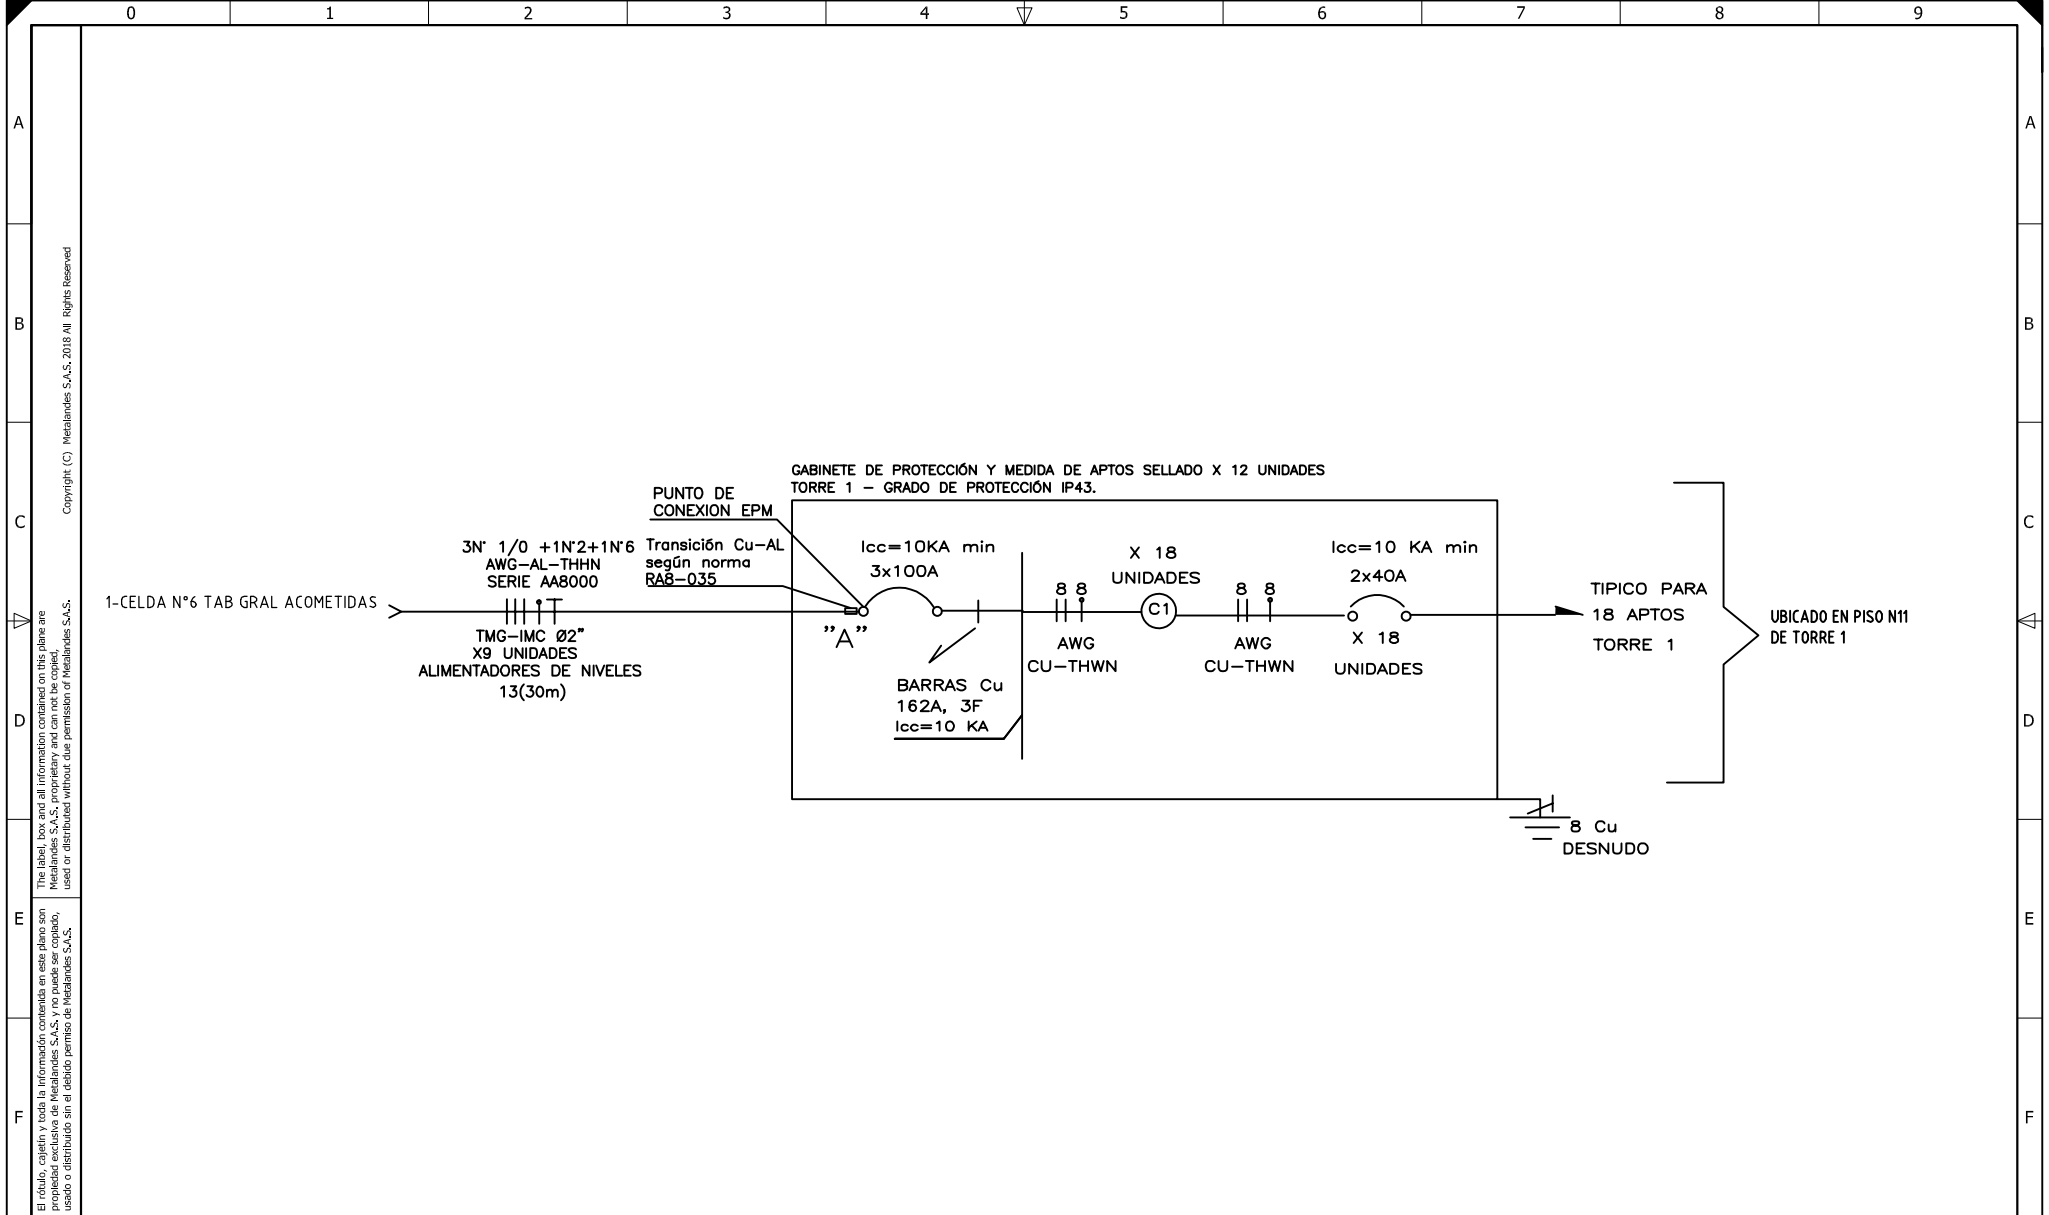 0 1 2 3 4 5 6 7 8 9
A
A
B
B
C
C
D
D
E
E
F
F
Copyright (C) Metalandes S.A.S. 2018 All Rights Reserved
The label, box and all information contained on this plane are
Metalandes S.A.S. proprietary and can not be copied,
used or distributed without due permission of Metalandes S.A.S.
El rótulo, cajetín y toda la información contenida en este plano son
propiedad exclusiva de Metalandes S.A.S. y no puede ser copiado,
usado o distribuido sin el debido permiso de Metalandes S.A.S.
GABINETE DE PROTECCIÓN Y MEDIDA DE APTOS SELLADO X 12 UNIDADES
TORRE 1 – GRADO DE PROTECCIÓN IP43.
PUNTO DE
CONEXION EPM
1-CELDA N°6 TAB GRAL ACOMETIDAS
3N° 1/0 +1N°2+1N°6
AWG–AL–THHN
SERIE AA8000
TMG–IMC Ø2"
X9 UNIDADES
ALIMENTADORES DE NIVELES
13(30m)
Transición Cu–AL
según norma
RA8–035
"A"
Icc=10KA min
3x100A
BARRAS Cu
162A, 3F
Icc=10 KA
8 8
AWG
CU–THWN
X 18
UNIDADES
C1
8 8
AWG
CU–THWN
Icc=10 KA min
2x40A
X 18
UNIDADES
TIPICO PARA
18 APTOS
TORRE 1
UBICADO EN PISO N11
DE TORRE 1
8 Cu
DESNUDO